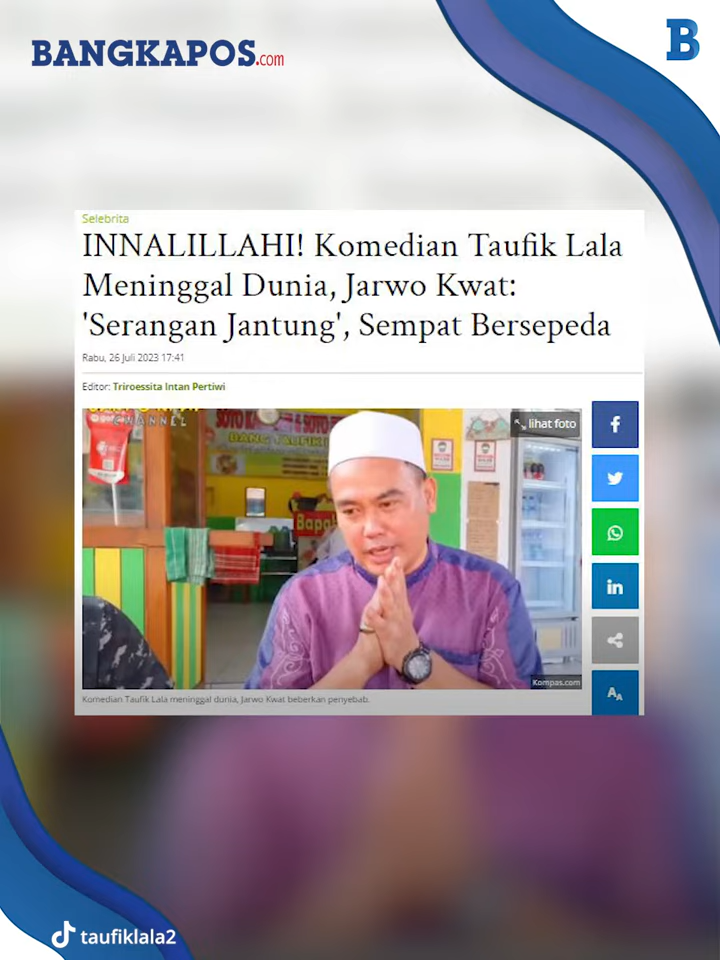 BANGKAPOS.com
B
Selebrita
INNALILLAHI! Komedian Taufik Lala
Meninggal Dunia, Jarwo Kwat:
'Serangan Jantung', Sempat Bersepeda
Rabu, 26 Juli 2023 17:41
Editor: Triroessita Intan Pertiwi
CHANNEL
SOTO
BANG TAUFIK
Bapa
lihat foto
Kompas.com
Komedian Taufik Lala meninggal dunia, Jarwo Kwat beberkan penyebab.
f
in
AA
taufiklala2